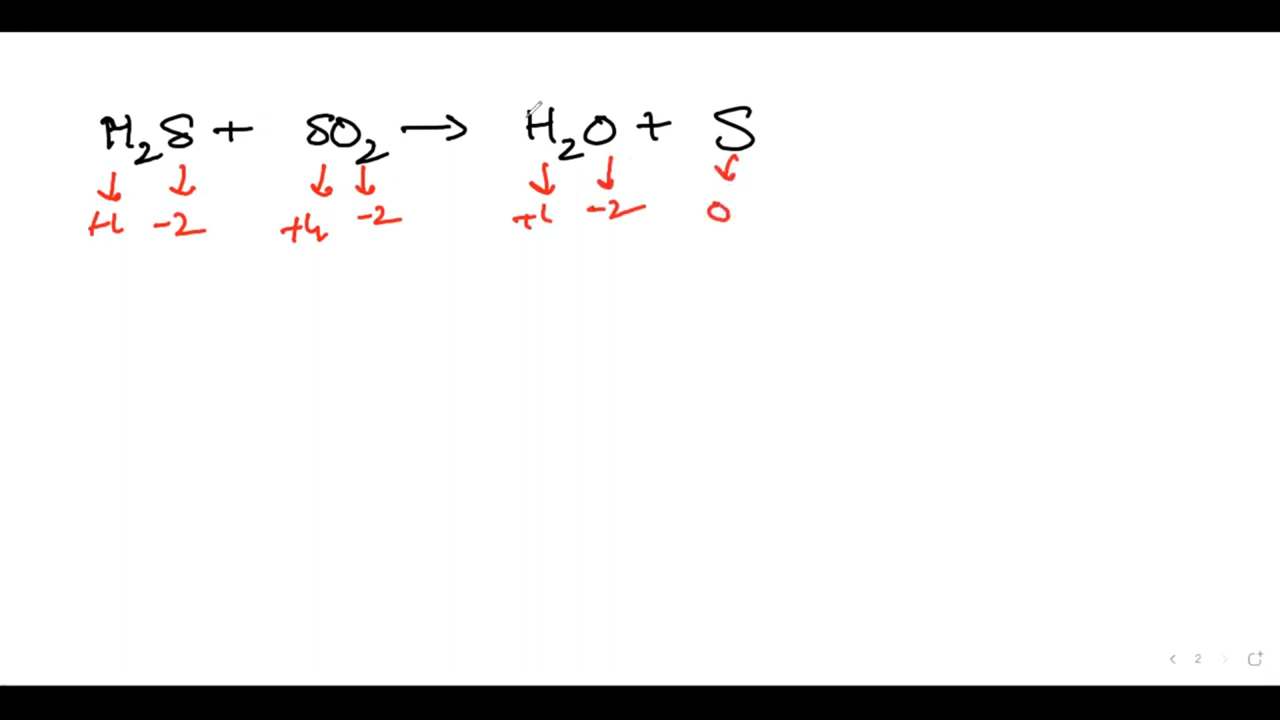 H₂S + SO₂ → H₂O + S
↓ ↓ ↓ ↓ ↓ ↓ ↓
+1 -2 +4 -2 +1 -2 0
< 2 >